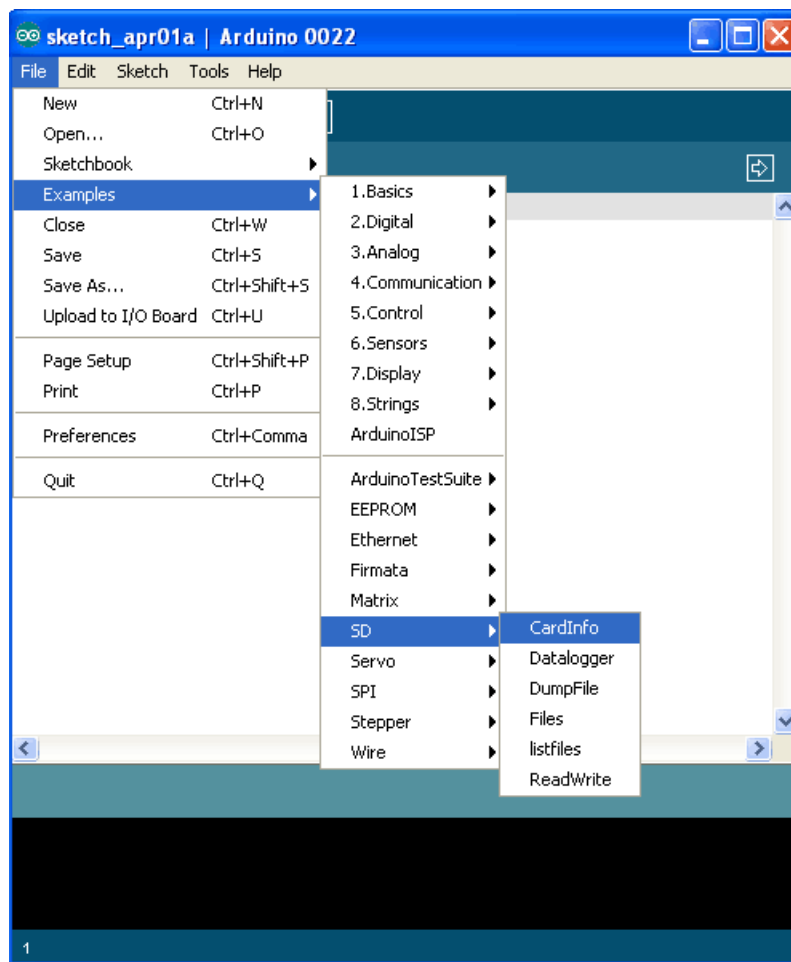 sketch_apr01a | Arduino 0022
File Edit Sketch Tools Help
New Ctrl+N
Open... Ctrl+O
Sketchbook
Examples
Close Ctrl+W
Save Ctrl+S
Save As... Ctrl+Shift+S
Upload to I/O Board Ctrl+U
Page Setup Ctrl+Shift+P
Print Ctrl+P
Preferences Ctrl+Comma
Quit Ctrl+Q
1.Basics
2.Digital
3.Analog
4.Communication
5.Control
6.Sensors
7.Display
8.Strings
ArduinoISP
ArduinoTestSuite
EEPROM
Ethernet
Firmata
Matrix
SD
Servo
SPI
Stepper
Wire
CardInfo
Datalogger
DumpFile
Files
listfiles
ReadWrite
1